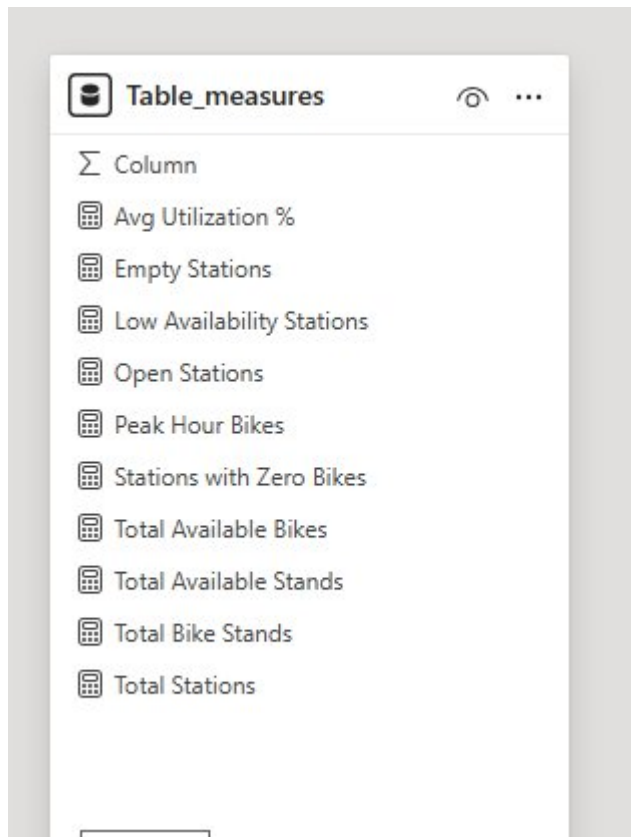 Table_measures
Column
Avg Utilization %
Empty Stations
Low Availability Stations
Open Stations
Peak Hour Bikes
Stations with Zero Bikes
Total Available Bikes
Total Available Stands
Total Bike Stands
Total Stations